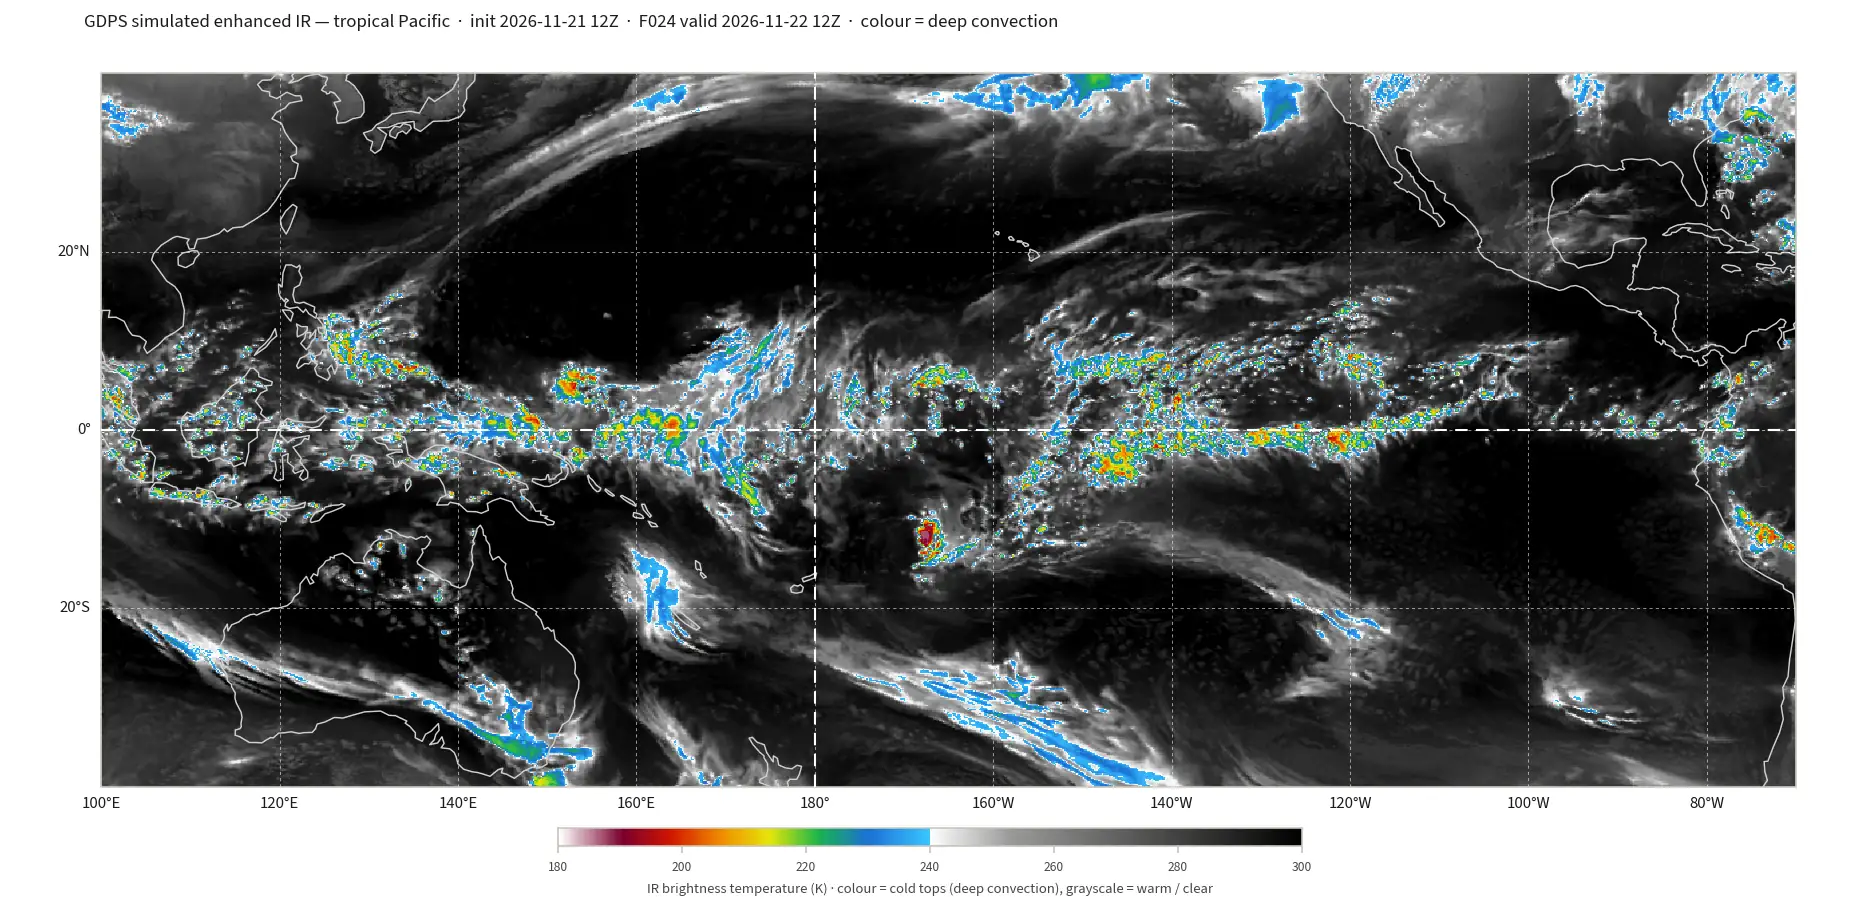 GDPS simulated enhanced IR — tropical Pacific · init 2026-11-21 12Z · F024 valid 2026-11-22 12Z · colour = deep convection
20°N
0°
20°S
100°E 120°E 140°E 160°E 180° 160°W 140°W 120°W 100°W 80°W
180 200 220 240 260 280 300
IR brightness temperature (K) · colour = cold tops (deep convection), grayscale = warm / clear